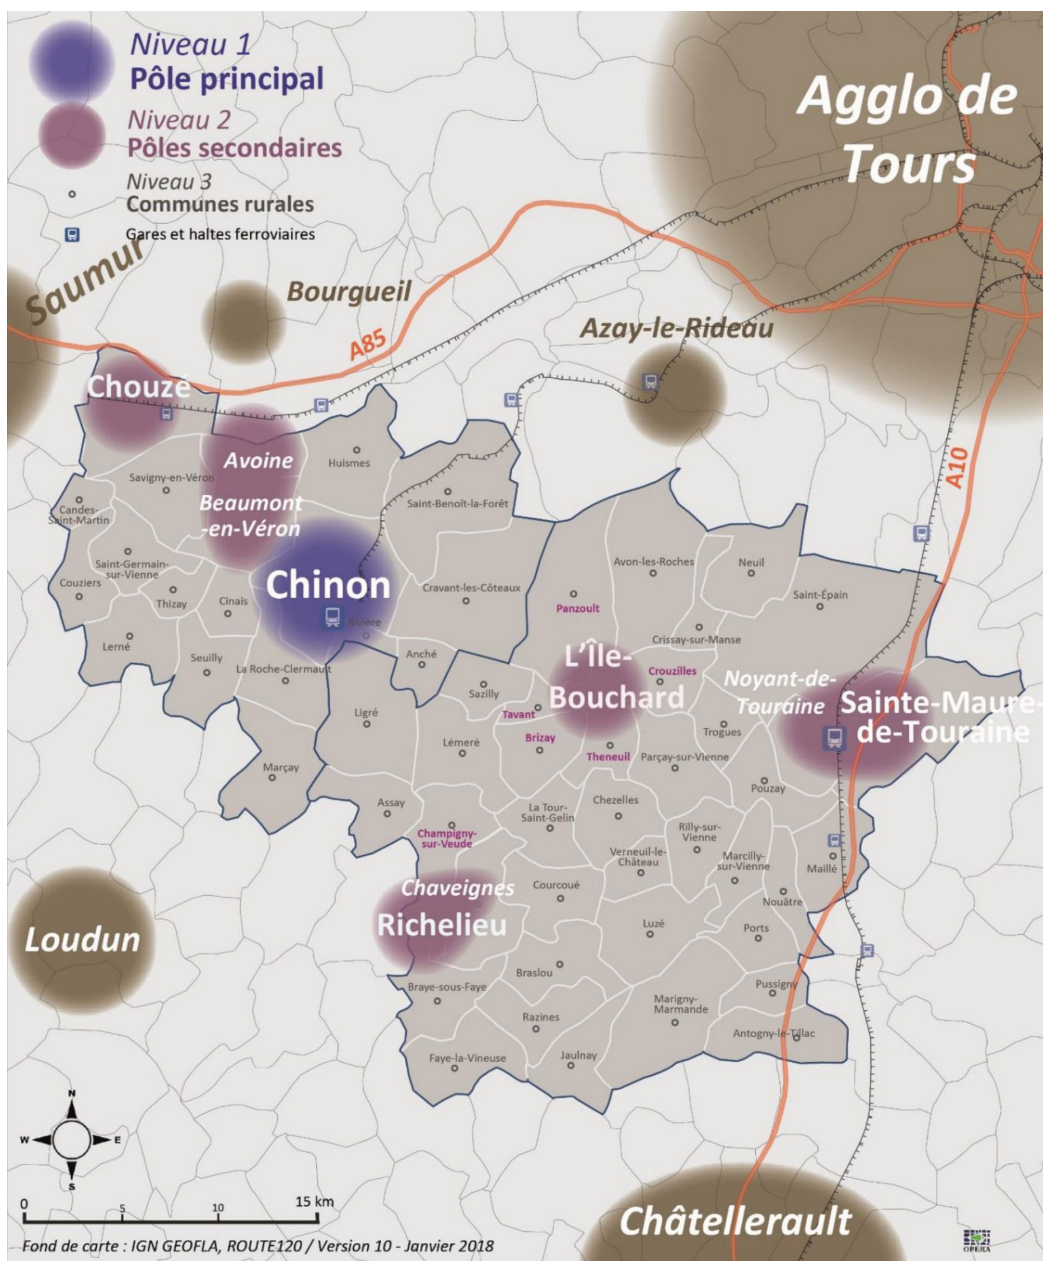 Niveau 1
Pôle principal
Niveau 2
Pôles secondaires
Niveau 3
Communes rurales
Gares et haltes ferroviaires
Agglo de
Tours
Saumur
Bourgueil
A85
Azay-le-Rideau
A10
Chouzé
Avoine
Huismes
Savigny-en-Véron
Beaumont
-en-Véron
Saint-Benoît-la-Forêt
Candes-
Saint-Martin
Saint-Germain-
sur-Vienne
Couziers
Thizay
Cinais
Chinon
Rivière
Cravant-les-Côteaux
Avon-les-Roches
Neuil
Saint-Épain
Panzoult
Crissay-sur-Manse
Lerné
Seuilly
La Roche-Clermault
Anché
Sazilly
L'Île-
Bouchard
Crouzilles
Noyant-de-
Touraine
Sainte-Maure-
de-Touraine
Ligré
Tavant
Brizay
Theneuil
Trogues
Lémeré
Parçay-sur-Vienne
Marçay
Assay
Pouzay
La Tour-
Saint-Gelin
Chezelles
Champigny-
sur-Veude
Rilly-sur-
Vienne
Verneuil-le-
Château
Marcilly-
sur-Vienne
Maillé
Chaveignes
Richelieu
Courcoué
Nouâtre
Luzé
Ports
Loudun
Braslou
Braye-sous-Faye
Pussigny
Marigny-
Marmande
Razines
Antogny-le-Tillac
Faye-la-Vineuse
Jaulnay
N
W
E
S
0
5
10
15 km
Châtellerault
Fond de carte : IGN GEOFLA, ROUTE120 / Version 10 - Janvier 2018
OPERA